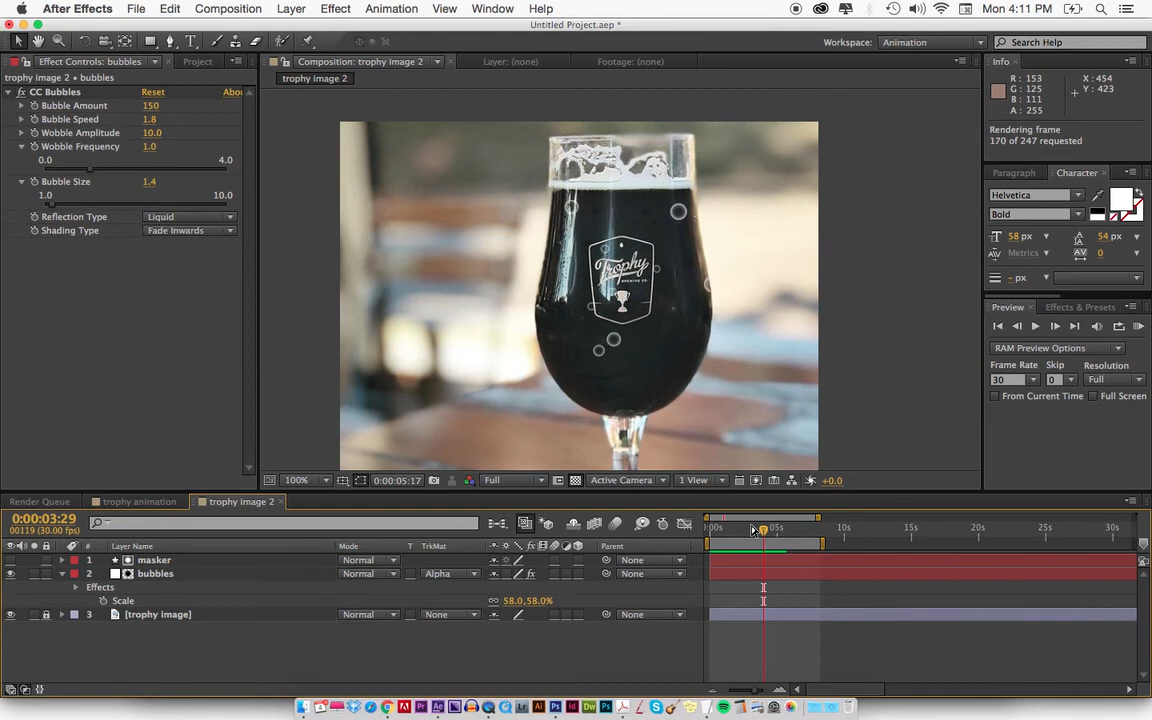 After Effects File Edit Composition Layer Effect Animation View Window Help Mon 4:11 PM
Untitled Project.aep *
Workspace: Animation Search Help
Effect Controls: bubbles Project Composition: trophy image 2 Layer: (none) Footage: (none) Info
trophy image 2 • bubbles trophy image 2
CC Bubbles Reset Abou
Bubble Amount 150
Bubble Speed 1.8
Wobble Amplitude 10.0
Wobble Frequency 1.0
0.0 4.0
Bubble Size 1.4
1.0 10.0
Reflection Type Liquid
Shading Type Fade Inwards
Trophy
BREWING CO.
R : 153 X : 454
G : 125 Y : 423
B : 111
A : 255
Rendering frame
170 of 247 requested
Paragraph Character
Helvetica
Bold
58 px 54 px
Metrics 0
- px
Preview Effects & Presets
RAM Preview Options
Frame Rate Skip Resolution
30 0 Full
From Current Time Full Screen
100% 0:00:05:17 Full Active Camera 1 View +0.0
Render Queue trophy animation trophy image 2
0:00:03:29
00119 (30.00 fps)
:00s 05s 10s 15s 20s 25s 30s
# Layer Name Mode T TrkMat Parent
1 masker Normal None
2 bubbles Normal Alpha None
Effects
Scale 58.0,58.0%
3 [trophy image] Normal None None